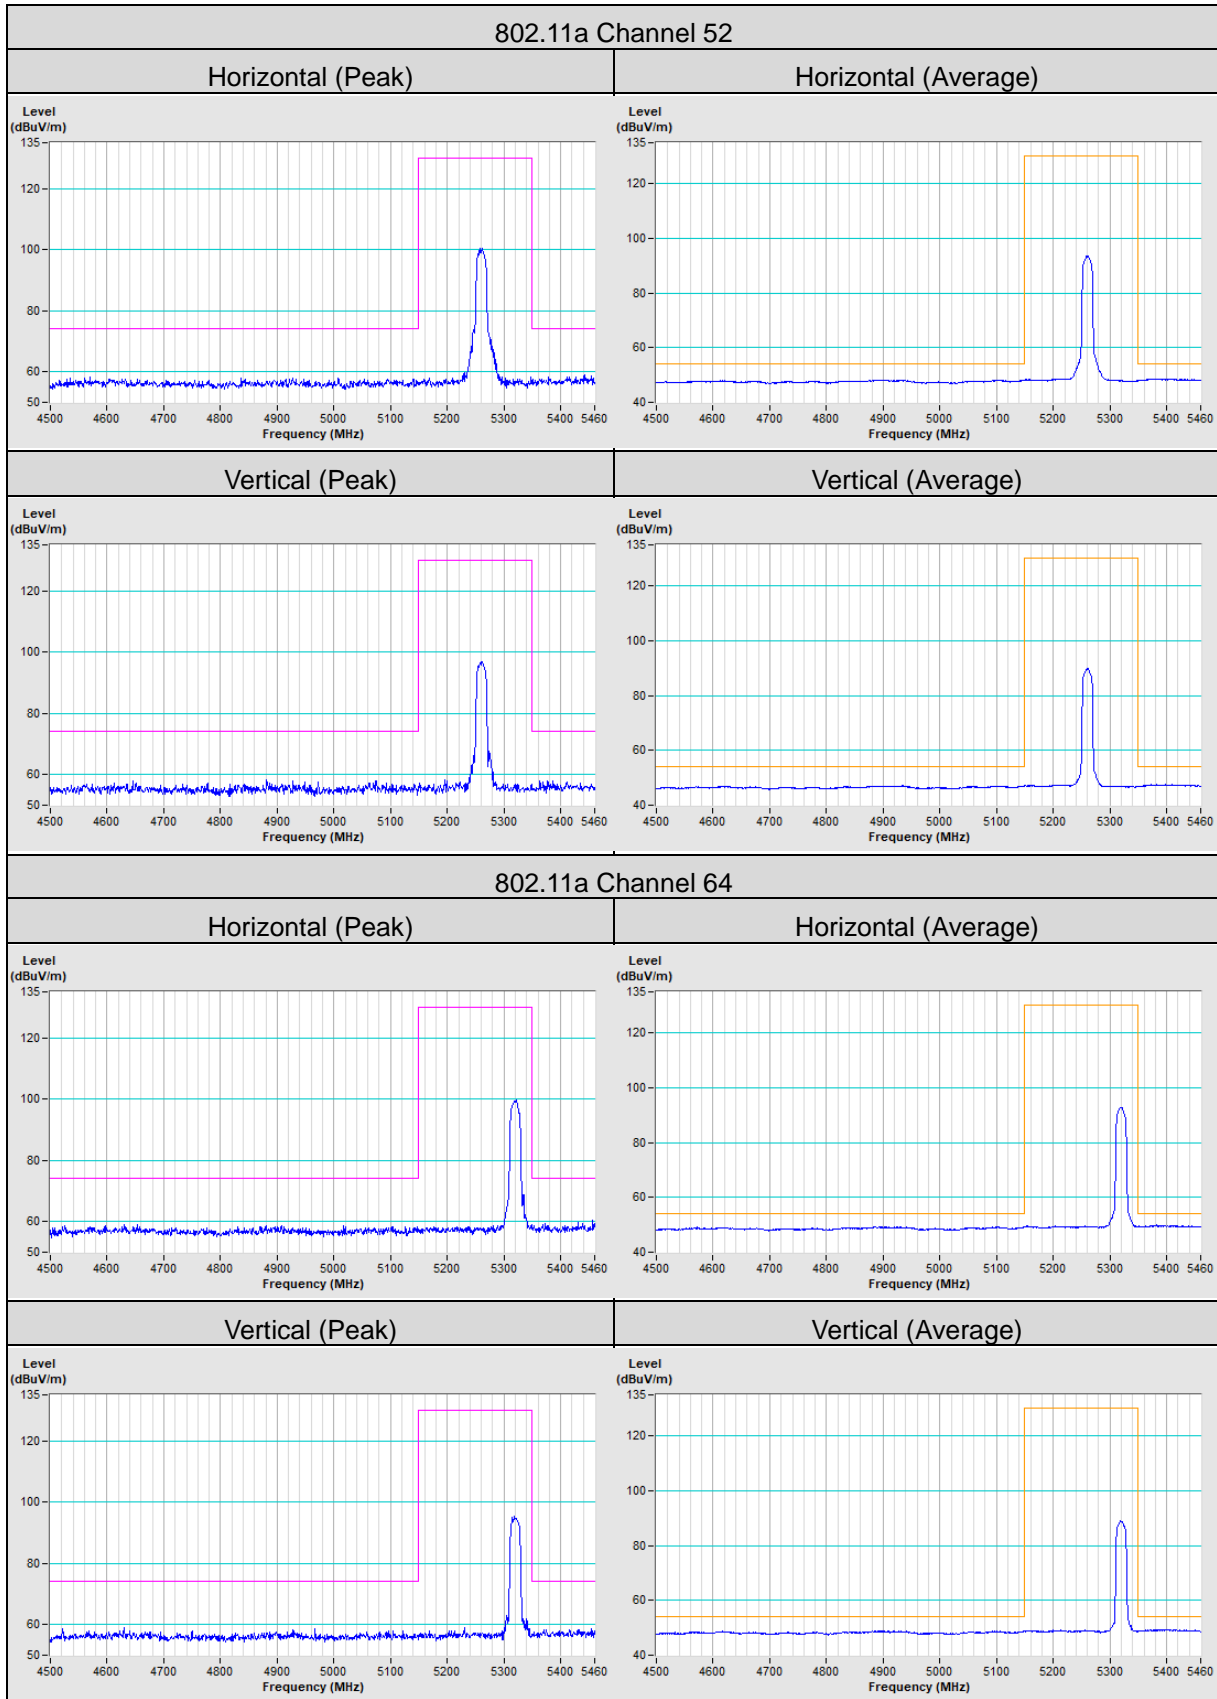 802.11a Channel 52
Horizontal (Peak) Horizontal (Average)
Level Level
(dBuV/m) (dBuV/m)
135 135
120 120
100 100
80 80
60 60
50 40
4500 4600 4700 4800 4900 5000 5100 5200 5300 5400 5460 4500 4600 4700 4800 4900 5000 5100 5200 5300 5400 5460
Frequency (MHz) Frequency (MHz)
Vertical (Peak) Vertical (Average)
Level Level
(dBuV/m) (dBuV/m)
135 135
120 120
100 100
80 80
60 60
50 40
4500 4600 4700 4800 4900 5000 5100 5200 5300 5400 5460 4500 4600 4700 4800 4900 5000 5100 5200 5300 5400 5460
Frequency (MHz) Frequency (MHz)
802.11a Channel 64
Horizontal (Peak) Horizontal (Average)
Level Level
(dBuV/m) (dBuV/m)
135 135
120 120
100 100
80 80
60 60
50 40
4500 4600 4700 4800 4900 5000 5100 5200 5300 5400 5460 4500 4600 4700 4800 4900 5000 5100 5200 5300 5400 5460
Frequency (MHz) Frequency (MHz)
Vertical (Peak) Vertical (Average)
Level Level
(dBuV/m) (dBuV/m)
135 135
120 120
100 100
80 80
60 60
50 40
4500 4600 4700 4800 4900 5000 5100 5200 5300 5400 5460 4500 4600 4700 4800 4900 5000 5100 5200 5300 5400 5460
Frequency (MHz) Frequency (MHz)